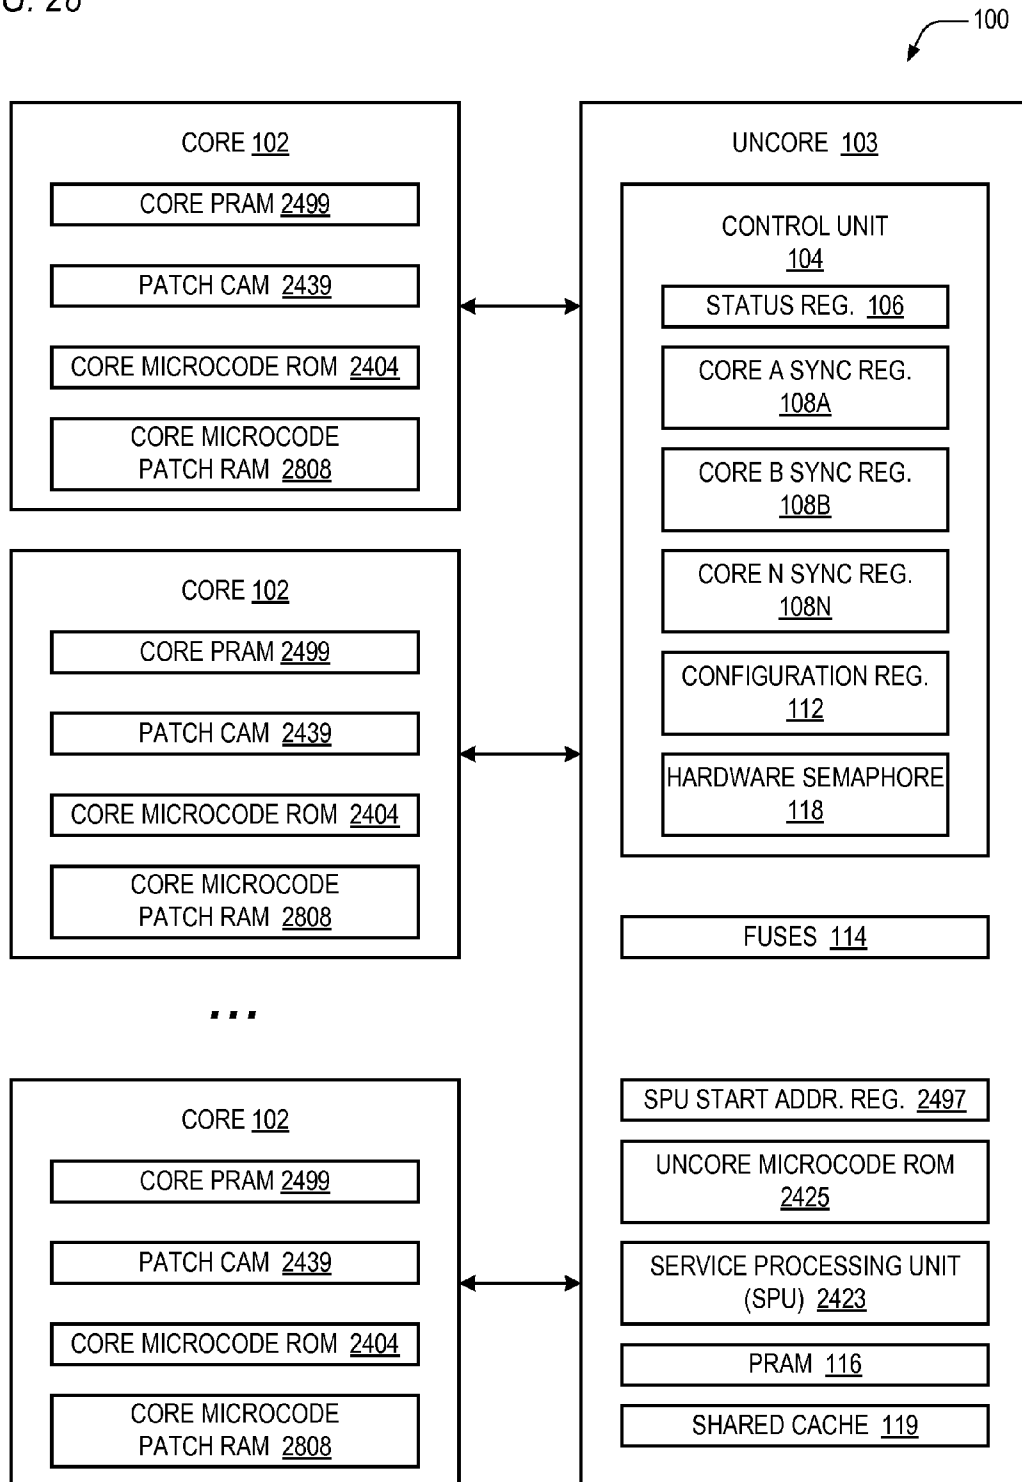 G. 28
100
CORE 102
CORE PRAM 2499
PATCH CAM 2439
CORE MICROCODE ROM 2404
CORE MICROCODE
PATCH RAM 2808
CORE 102
CORE PRAM 2499
PATCH CAM 2439
CORE MICROCODE ROM 2404
CORE MICROCODE
PATCH RAM 2808
...
CORE 102
CORE PRAM 2499
PATCH CAM 2439
CORE MICROCODE ROM 2404
CORE MICROCODE
PATCH RAM 2808
UNCORE 103
CONTROL UNIT
104
STATUS REG. 106
CORE A SYNC REG.
108A
CORE B SYNC REG.
108B
CORE N SYNC REG.
108N
CONFIGURATION REG.
112
HARDWARE SEMAPHORE
118
FUSES 114
SPU START ADDR. REG. 2497
UNCORE MICROCODE ROM
2425
SERVICE PROCESSING UNIT
(SPU) 2423
PRAM 116
SHARED CACHE 119